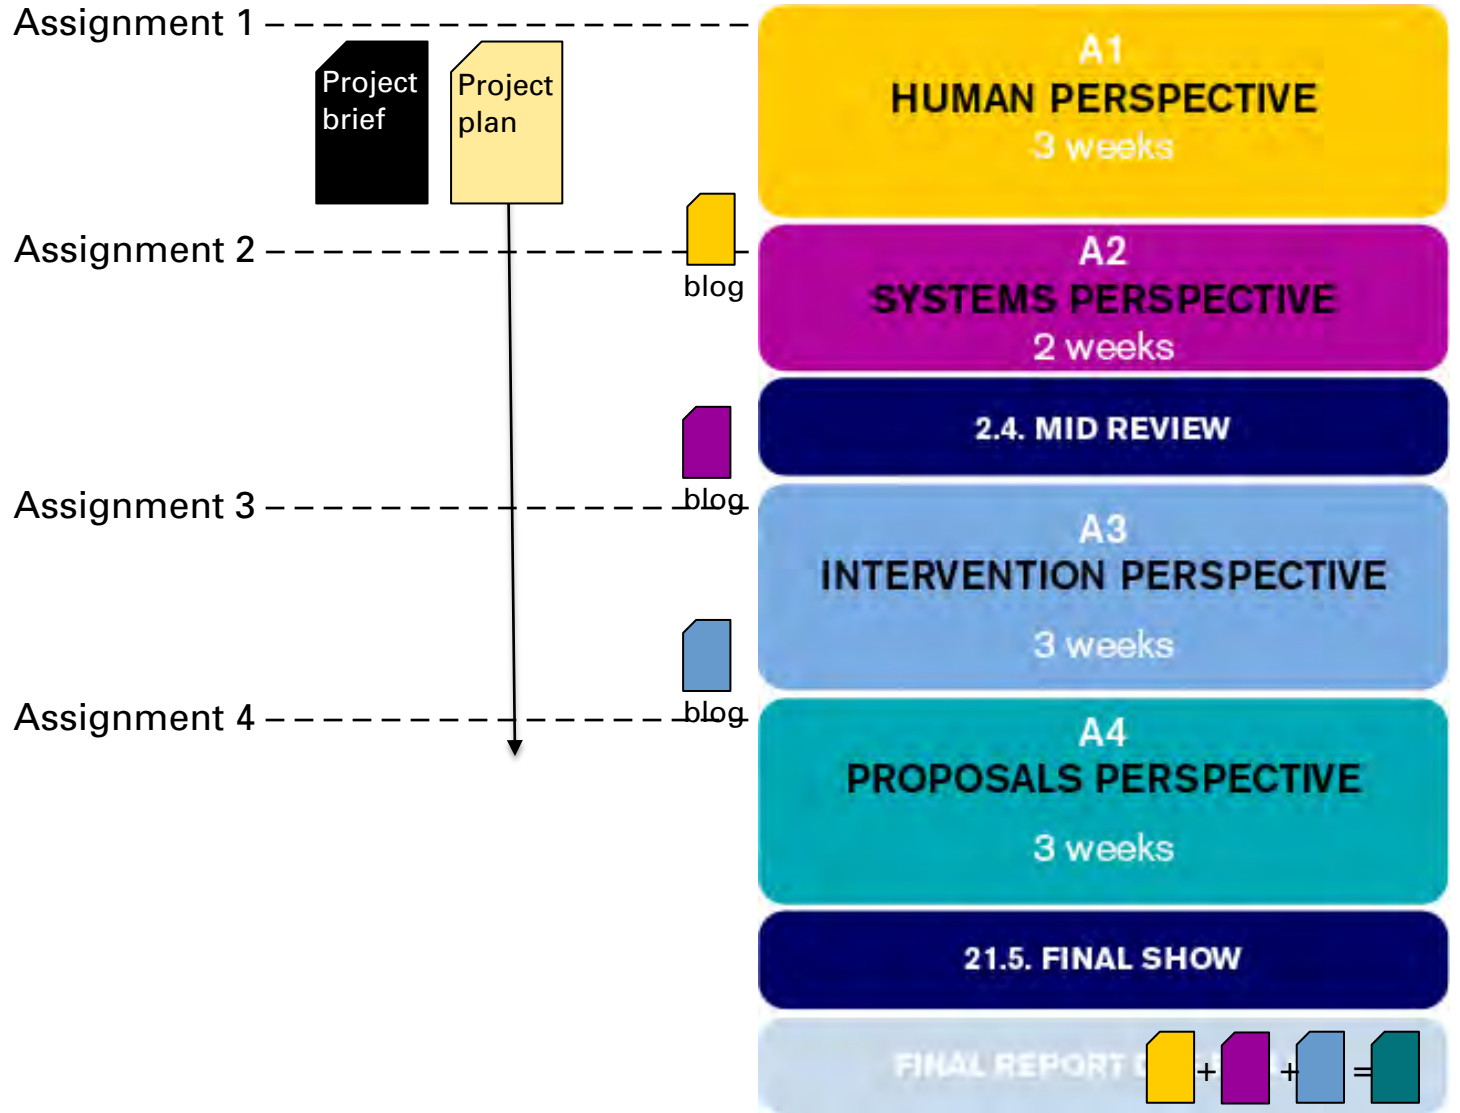 Assignment 1
Project
brief
Project
plan
A1
HUMAN PERSPECTIVE
3 weeks
Assignment 2
blog
A2
SYSTEMS PERSPECTIVE
2 weeks
2.4. MID REVIEW
blog
Assignment 3
A3
INTERVENTION PERSPECTIVE
3 weeks
blog
Assignment 4
A4
PROPOSALS PERSPECTIVE
3 weeks
21.5. FINAL SHOW
FINAL REPORT
+ + =